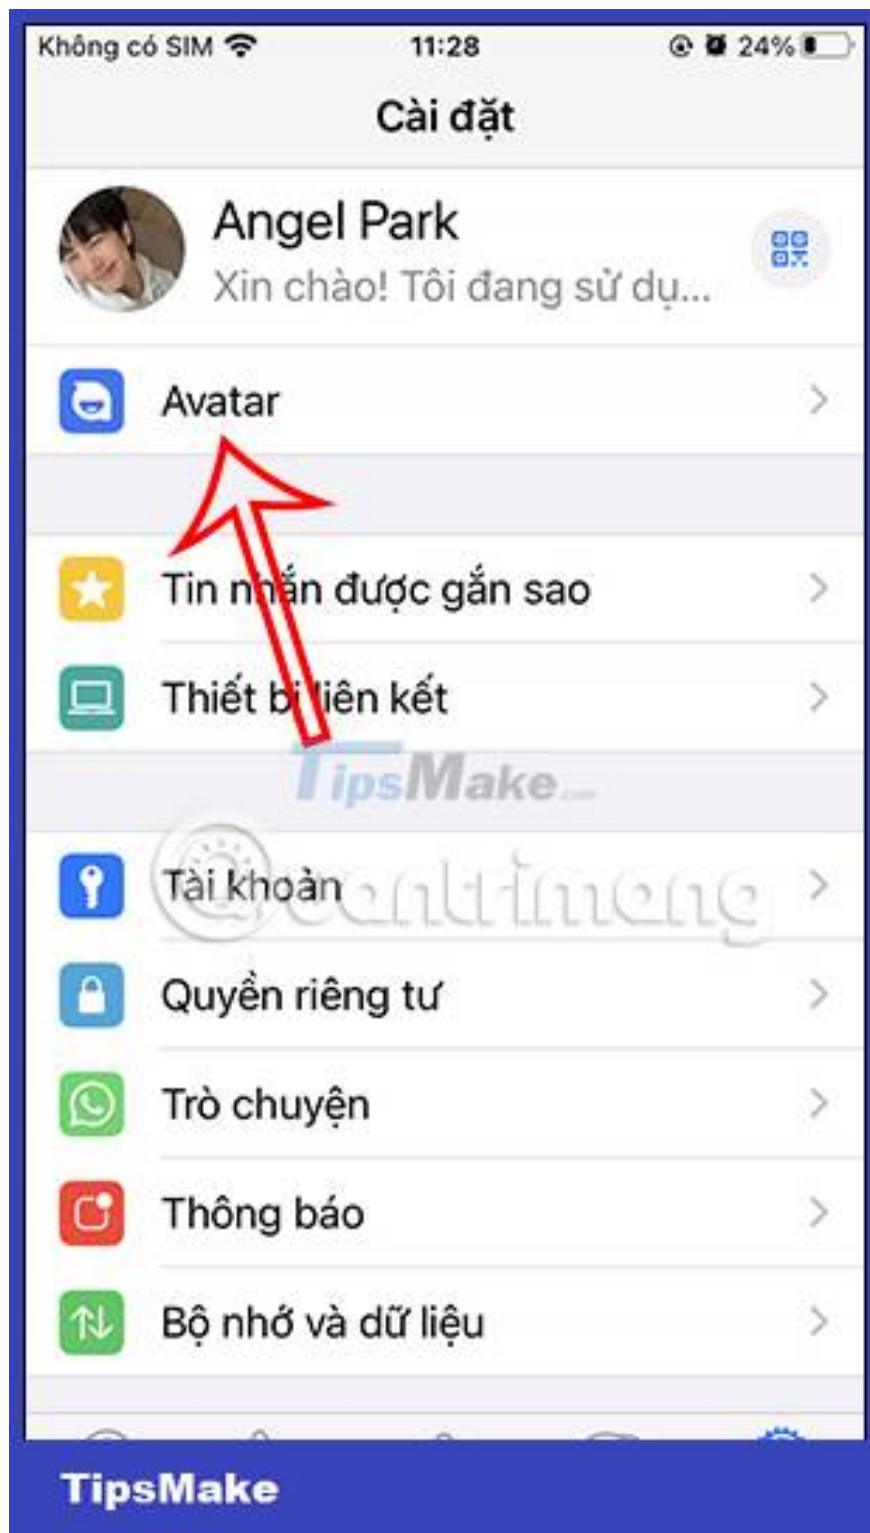 Không có SIM 11:28 24%
Cài đặt
Angel Park
Xin chào! Tôi đang sử dụ...
Avatar
Tin nhắn được gắn sao
Thiết bị liên kết
TipsMake.com
Tài khoản
quantrimang
Quyền riêng tư
Trò chuyện
Thông báo
Bộ nhớ và dữ liệu
TipsMake